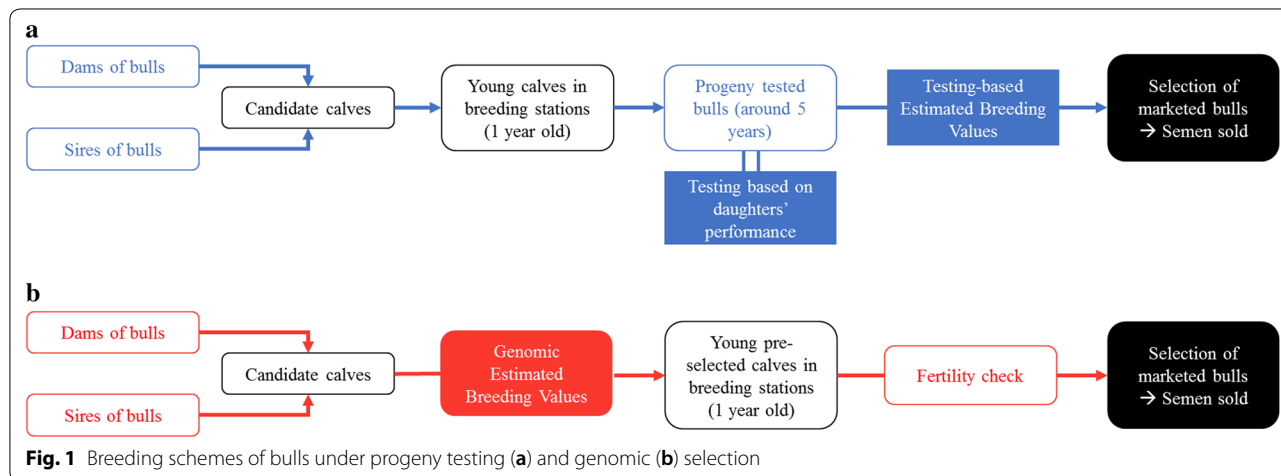 a
Dams of bulls
Sires of bulls
Candidate calves
Young calves in
breeding stations
(1 year old)
Progeny tested
bulls (around 5
years)
Testing based on
daughters'
performance
Testing-based
Estimated Breeding
Values
Selection of
marketed bulls
→ Semen sold
b
Dams of bulls
Sires of bulls
Candidate calves
Genomic
Estimated
Breeding Values
Young pre-
selected calves in
breeding stations
(1 year old)
Fertility check
Selection of
marketed bulls
→ Semen sold
Fig. 1 Breeding schemes of bulls under progeny testing (a) and genomic (b) selection